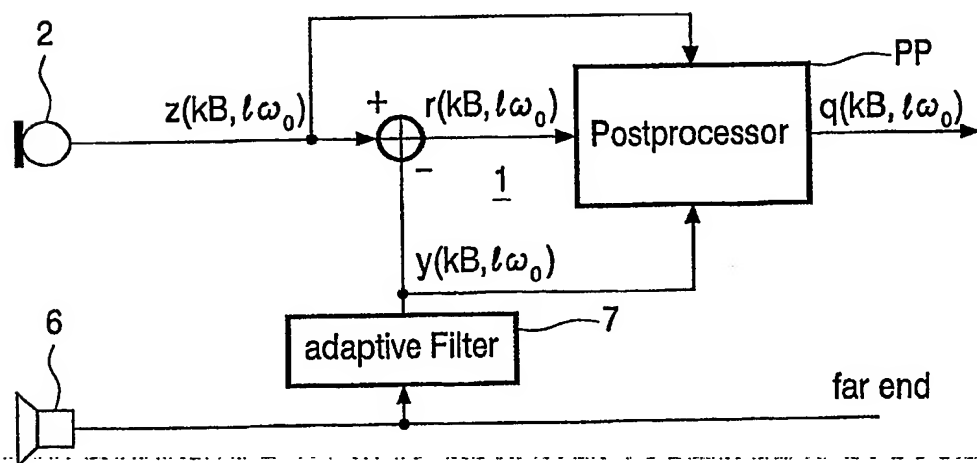 2
PP
z(kB, ℓω₀)
+
r(kB, ℓω₀)
Postprocessor
q(kB, ℓω₀)
-
1
y(kB, ℓω₀)
7
6
adaptive Filter
far end